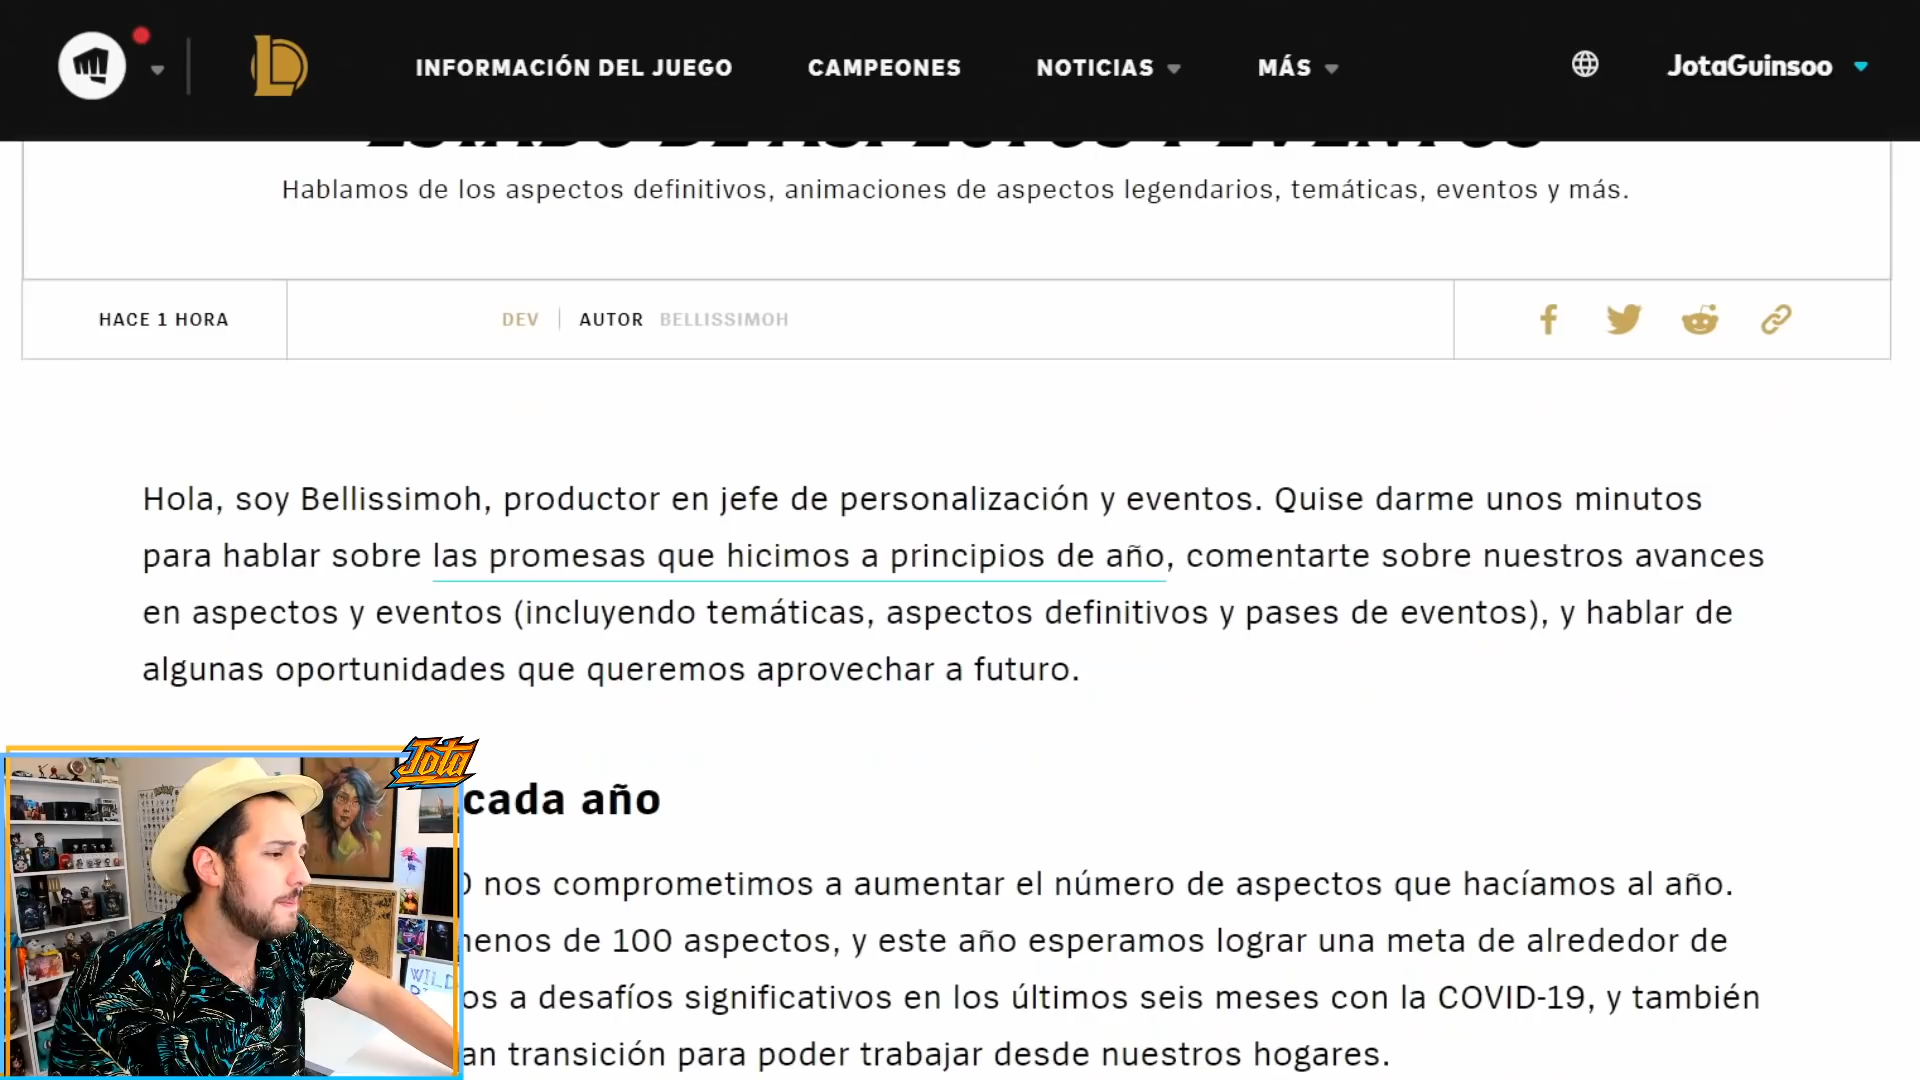 INFORMACIÓN DEL JUEGO CAMPEONES NOTICIAS MÁS JotaGuinsoo
ESTADO DE ASPECTOS Y EVENTOS
Hablamos de los aspectos definitivos, animaciones de aspectos legendarios, temáticas, eventos y más.
HACE 1 HORA DEV AUTOR BELLISSIMOH
Hola, soy Bellissimoh, productor en jefe de personalización y eventos. Quise darme unos minutos
para hablar sobre las promesas que hicimos a principios de año, comentarte sobre nuestros avances
en aspectos y eventos (incluyendo temáticas, aspectos definitivos y pases de eventos), y hablar de
algunas oportunidades que queremos aprovechar a futuro.
Jota
cada año
nos comprometimos a aumentar el número de aspectos que hacíamos al año.
menos de 100 aspectos, y este año esperamos lograr una meta de alrededor de
os a desafíos significativos en los últimos seis meses con la COVID-19, y también
an transición para poder trabajar desde nuestros hogares.
WILD